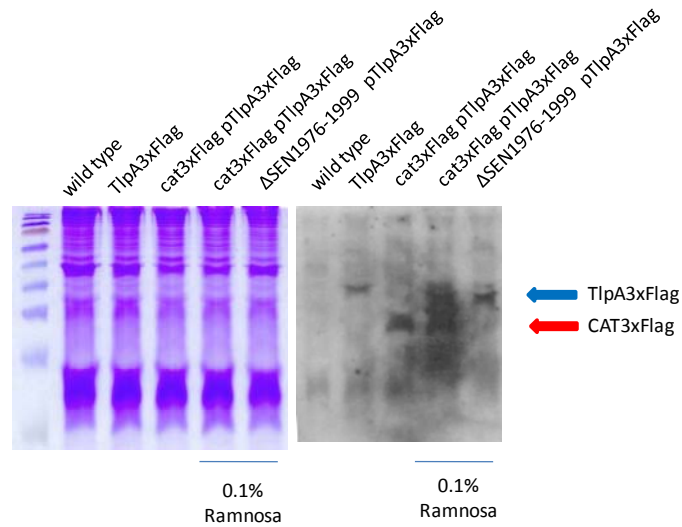 wild type
TlpA3xFlag
cat3xFlag pTlpA3xFlag
cat3xFlag pTlpA3xFlag
ΔSEN1976-1999 pTlpA3xFlag
wild type
TlpA3xFlag
cat3xFlag pTlpA3xFlag
cat3xFlag pTlpA3xFlag
ΔSEN1976-1999 pTlpA3xFlag
TlpA3xFlag
CAT3xFlag
0.1%
Ramnosa
0.1%
Ramnosa